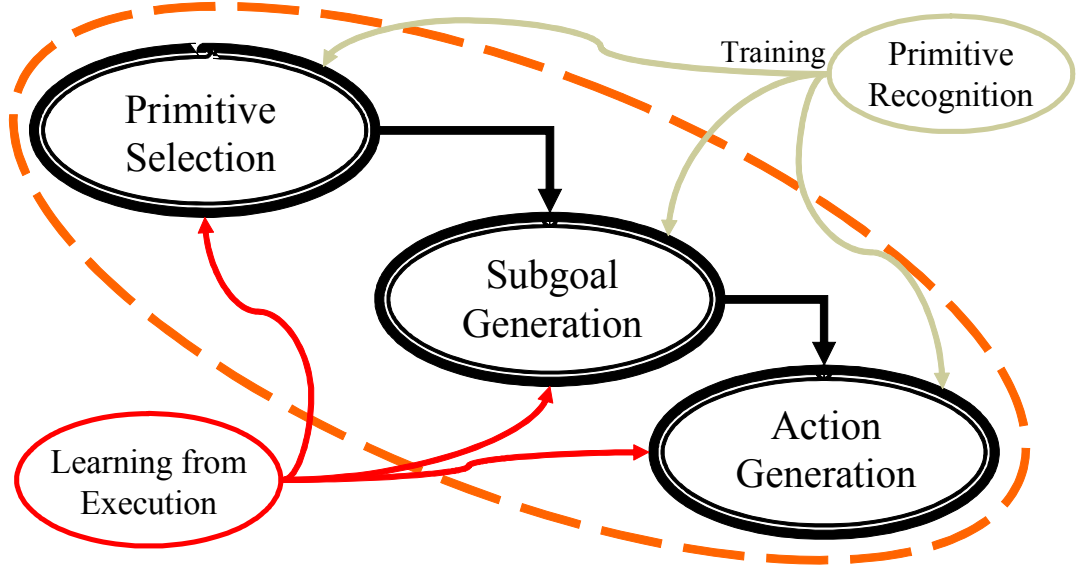 Primitive
Selection
Training
Primitive
Recognition
Subgoal
Generation
Action
Generation
Learning from
Execution